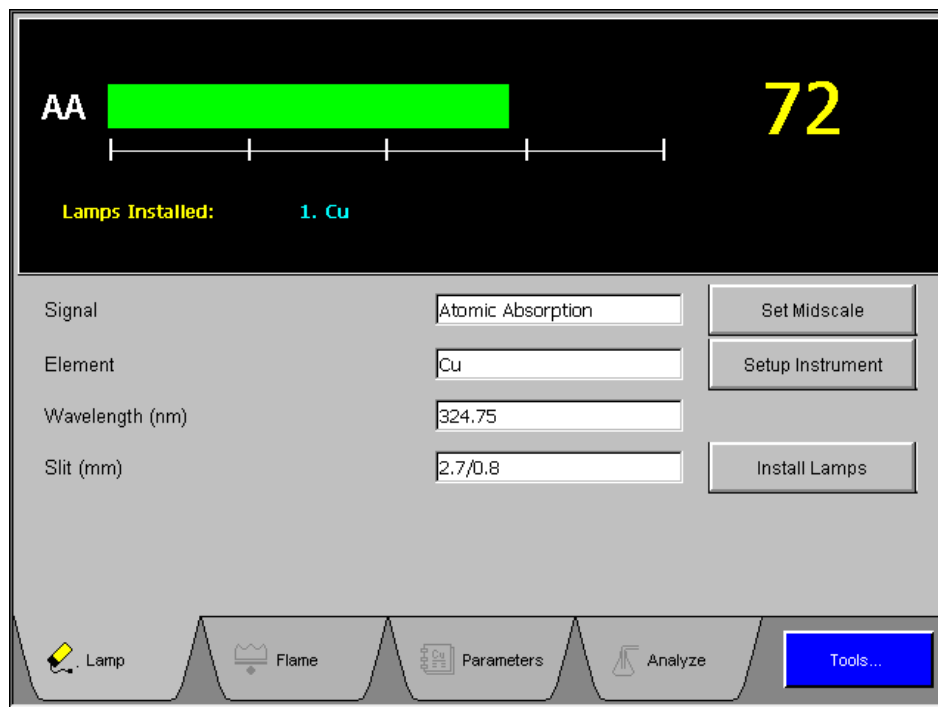 AA 72
Lamps Installed: 1. Cu
Signal Atomic Absorption Set Midscale
Element Cu Setup Instrument
Wavelength (nm) 324.75
Slit (mm) 2.7/0.8 Install Lamps
Lamp Flame Cu Parameters Analyze Tools...